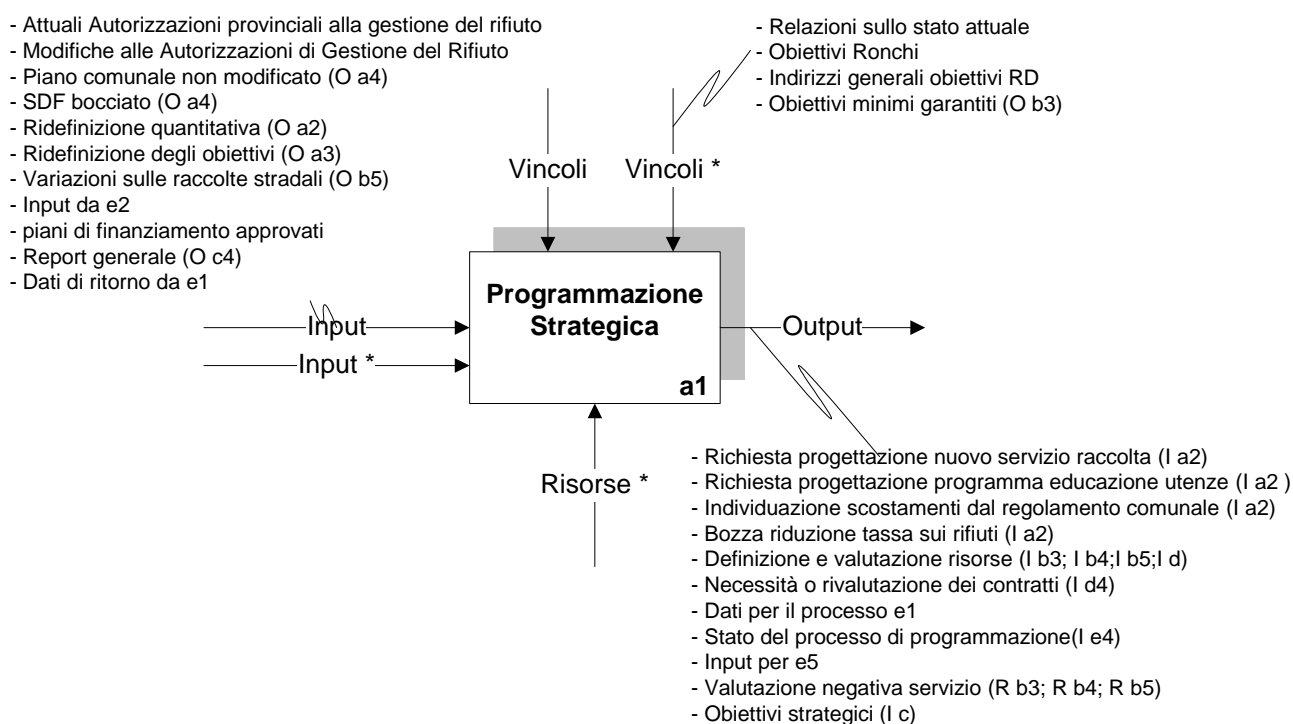 - Attuali Autorizzazioni provinciali alla gestione del rifiuto
- Modifiche alle Autorizzazioni di Gestione del Rifiuto
- Piano comunale non modificato (O a4)
- SDF bocciato (O a4)
- Ridefinizione quantitativa (O a2)
- Ridefinizione degli obiettivi (O a3)
- Variazioni sulle raccolte stradali (O b5)
- Input da e2
- piani di finanziamento approvati
- Report generale (O c4)
- Dati di ritorno da e1
- Relazioni sullo stato attuale
- Obiettivi Ronchi
- Indirizzi generali obiettivi RD
- Obiettivi minimi garantiti (O b3)
Vincoli
Vincoli *
Input
Input *
Programmazione
Strategica
a1
Output
Risorse *
- Richiesta progettazione nuovo servizio raccolta (I a2)
- Richiesta progettazione programma educazione utenze (I a2 )
- Individuazione scostamenti dal regolamento comunale (I a2)
- Bozza riduzione tassa sui rifiuti (I a2)
- Definizione e valutazione risorse (I b3; I b4;I b5;I d)
- Necessità o rivalutazione dei contratti (I d4)
- Dati per il processo e1
- Stato del processo di programmazione(I e4)
- Input per e5
- Valutazione negativa servizio (R b3; R b4; R b5)
- Obiettivi strategici (I c)